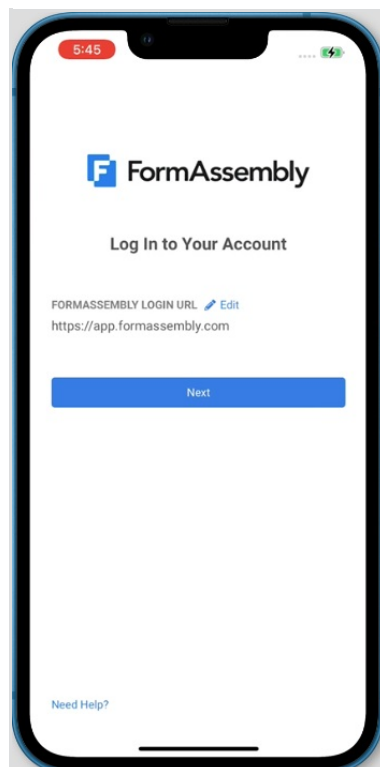 5:45
FormAssembly
Log In to Your Account
FORMASSEMBLY LOGIN URL Edit
https://app.formassembly.com
Next
Need Help?